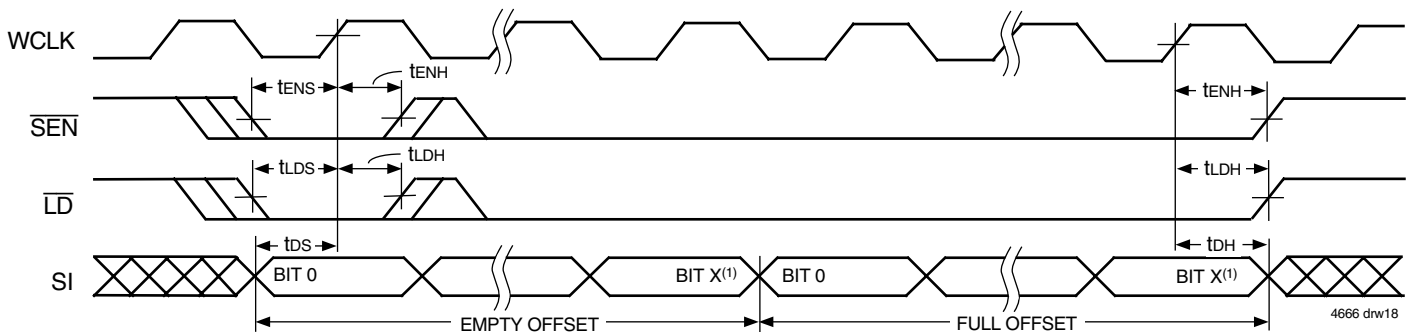 WCLK
tENH
tENS
tENH
SEN
tLDH
tLDS
tLDH
LD
tDS
tDH
SI
BIT 0
BIT X(1)
BIT 0
BIT X(1)
4666 drw18
EMPTY OFFSET
FULL OFFSET